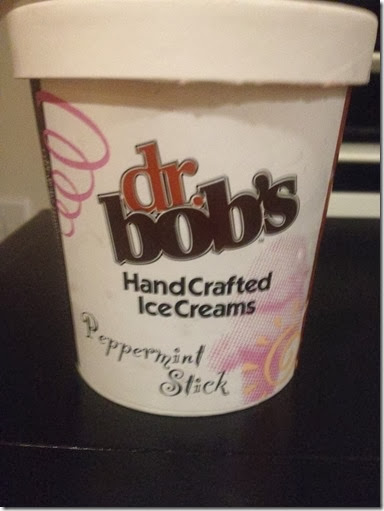 dr.
bob's
HandCrafted
IceCreams
Peppermint
Stick